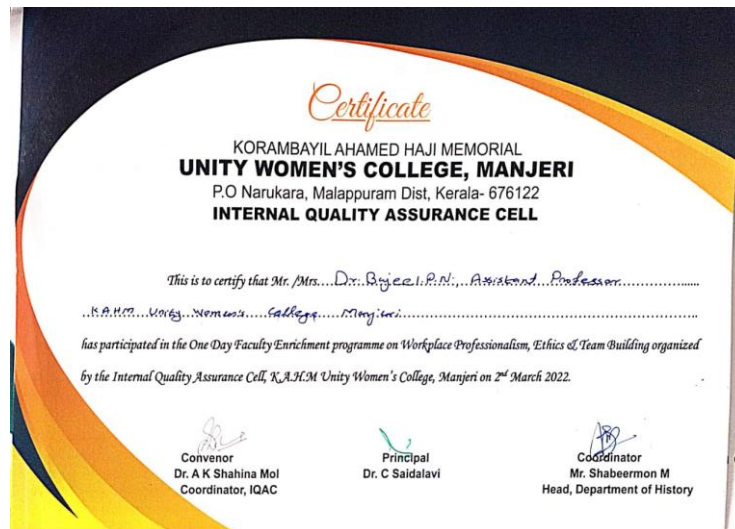 Certificate
KORAMBAYIL AHAMED HAJI MEMORIAL
UNITY WOMEN'S COLLEGE, MANJERI
P.O Narukara, Malappuram Dist, Kerala- 676122
INTERNAL QUALITY ASSURANCE CELL
This is to certify that Mr. /Mrs....Dr. Bijeel.P.N., Assistant Professor..........
..KAHM Unity Women's College Manjeri..........
has participated in the One Day Faculty Enrichment programme on Workplace Professionalism, Ethics & Team Building organized
by the Internal Quality Assurance Cell, K.A.H.M Unity Women's College, Manjeri on 2nd March 2022.
Convenor
Dr. A K Shahina Mol
Coordinator, IQAC
Principal
Dr. C Saidalavi
Coordinator
Mr. Shabeermon M
Head, Department of History